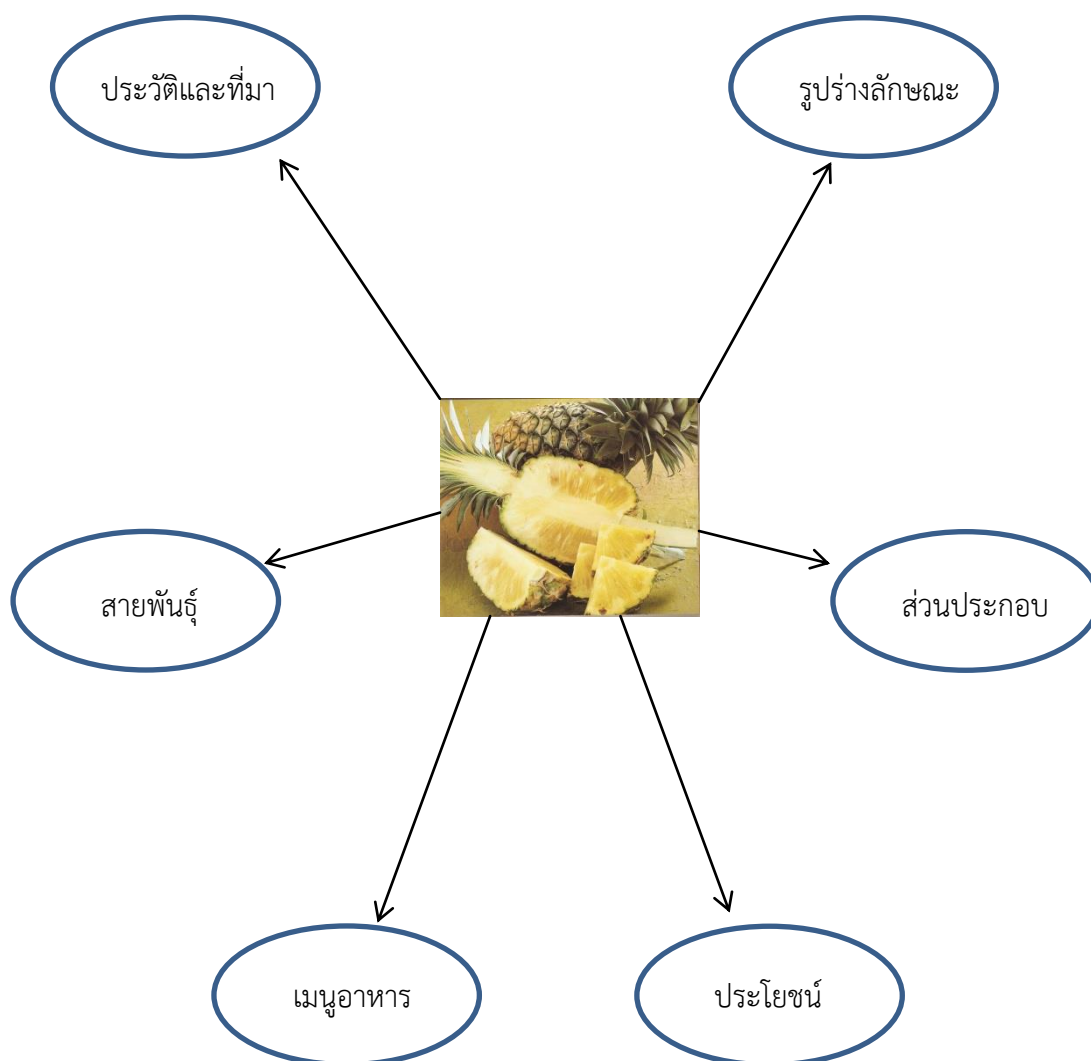 ประวัติและที่มา
รูปร่างลักษณะ
สายพันธุ์
ส่วนประกอบ
เมนูอาหาร
ประโยชน์